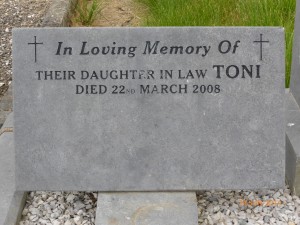 In Loving Memory Of
THEIR DAUGHTER IN LAW TONI
DIED 22ND MARCH 2008